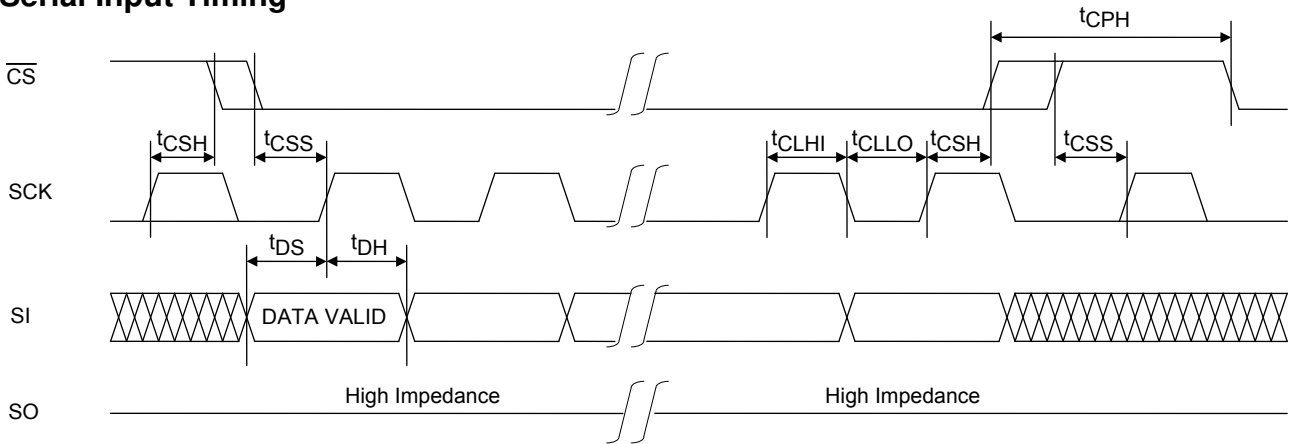 Serial Input Timing
tCPH
CS
tCSH
tCSS
tCLHI
tCLLO
tCSH
tCSS
SCK
tDS
tDH
SI
DATA VALID
High Impedance
High Impedance
SO